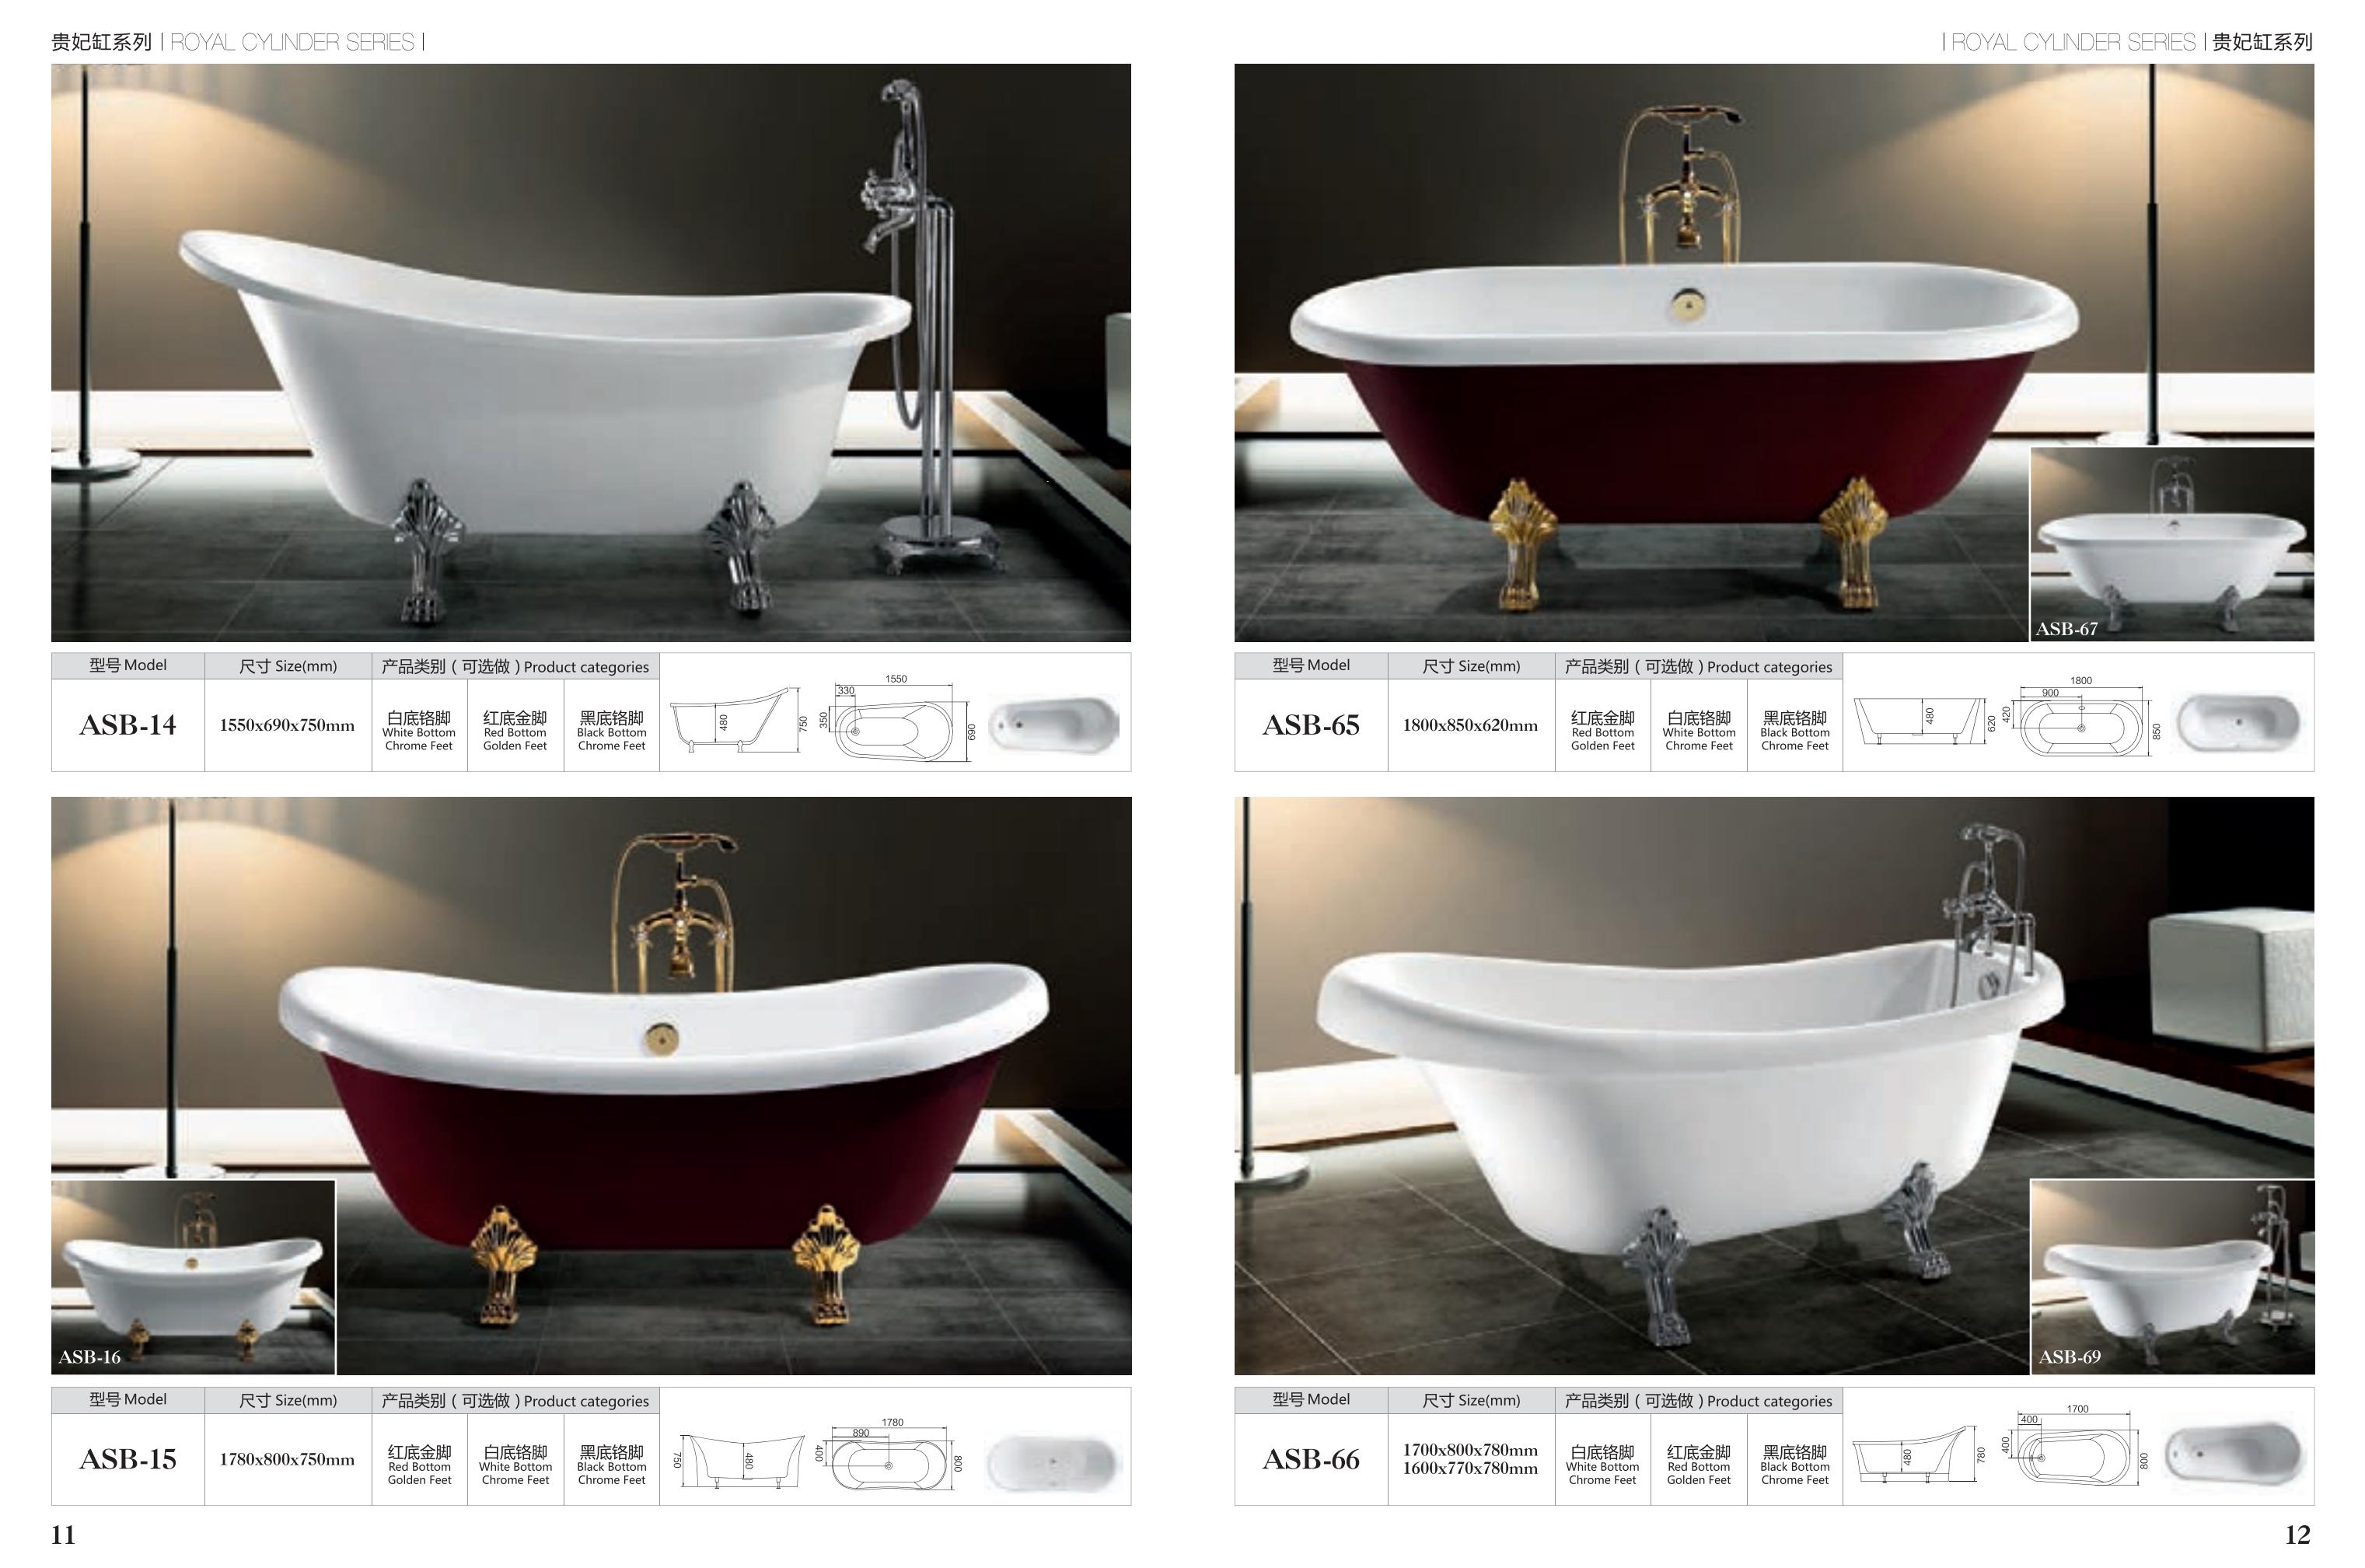 贵妃缸系列 | ROYAL CYLINDER SERIES |
ASB-14
型号 Model
尺寸 Size(mm)
产品类别（可选做）Product categories
ASB-14
1550x690x750mm
白底铬脚
White Bottom
Chrome Feet
红底金脚
Red Bottom
Golden Feet
黑底铬脚
Black Bottom
Chrome Feet
480
750
1550
330
350
690
ASB-16
型号 Model
尺寸 Size(mm)
产品类别（可选做）Product categories
ASB-15
1780x800x750mm
红底金脚
Red Bottom
Golden Feet
白底铬脚
White Bottom
Chrome Feet
黑底铬脚
Black Bottom
Chrome Feet
750
480
1780
890
400
800
11
| ROYAL CYLINDER SERIES | 贵妃缸系列
ASB-67
型号 Model
尺寸 Size(mm)
产品类别（可选做）Product categories
ASB-65
1800x850x620mm
红底金脚
Red Bottom
Golden Feet
白底铬脚
White Bottom
Chrome Feet
黑底铬脚
Black Bottom
Chrome Feet
480
620
1800
900
420
850
ASB-69
型号 Model
尺寸 Size(mm)
产品类别（可选做）Product categories
ASB-66
1700x800x780mm
1600x770x780mm
白底铬脚
White Bottom
Chrome Feet
红底金脚
Red Bottom
Golden Feet
黑底铬脚
Black Bottom
Chrome Feet
480
780
1700
400
400
800
12